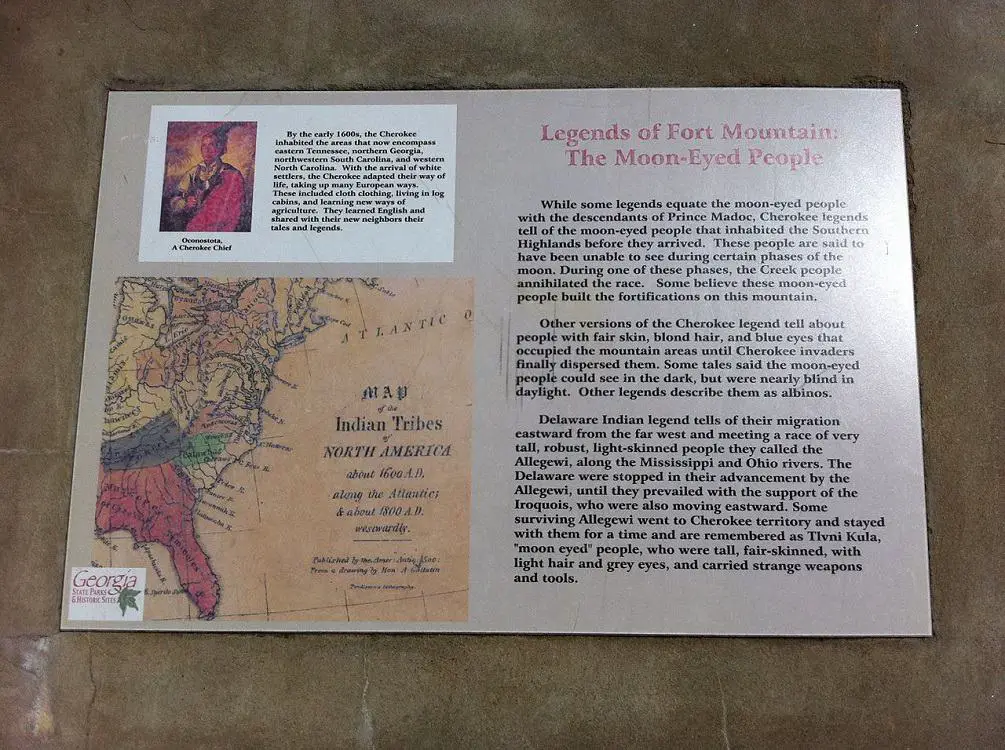 By the early 1600s, the Cherokee
inhabited the areas that now encompass
eastern Tennessee, northern Georgia,
northwestern South Carolina, and western
North Carolina. With the arrival of white
settlers, the Cherokee adapted their way of
life, taking up many European ways.
These included cloth clothing, living in log
cabins, and learning new ways of
agriculture. They learned English and
shared with their new neighbors their
tales and legends.
Oconostota,
A Cherokee Chief
ATLANTIC O
MAP
of the
Indian Tribes
of
NORTH AMERICA
about 1600 A.D.
along the Atlantic;
& about 1800 A.D.
westwardly.
Published by the Amer: Antiq: Soc:
From a drawing by Hon. A. Gallatin
Georgia
STATE PARKS
& HISTORIC SITES
Legends of Fort Mountain:
The Moon-Eyed People
While some legends equate the moon-eyed people
with the descendants of Prince Madoc, Cherokee legends
tell of the moon-eyed people that inhabited the Southern
Highlands before they arrived. These people are said to
have been unable to see during certain phases of the
moon. During one of these phases, the Creek people
annihilated the race. Some believe these moon-eyed
people built the fortifications on this mountain.
Other versions of the Cherokee legend tell about
people with fair skin, blond hair, and blue eyes that
occupied the mountain areas until Cherokee invaders
finally dispersed them. Some tales said the moon-eyed
people could see in the dark, but were nearly blind in
daylight. Other legends describe them as albinos.
Delaware Indian legend tells of their migration
eastward from the far west and meeting a race of very
tall, robust, light-skinned people they called the
Allegewi, along the Mississippi and Ohio rivers. The
Delaware were stopped in their advancement by the
Allegewi, until they prevailed with the support of the
Iroquois, who were also moving eastward. Some
surviving Allegewi went to Cherokee territory and stayed
with them for a time and are remembered as Tlvni Kula,
"moon eyed" people, who were tall, fair-skinned, with
light hair and grey eyes, and carried strange weapons
and tools.